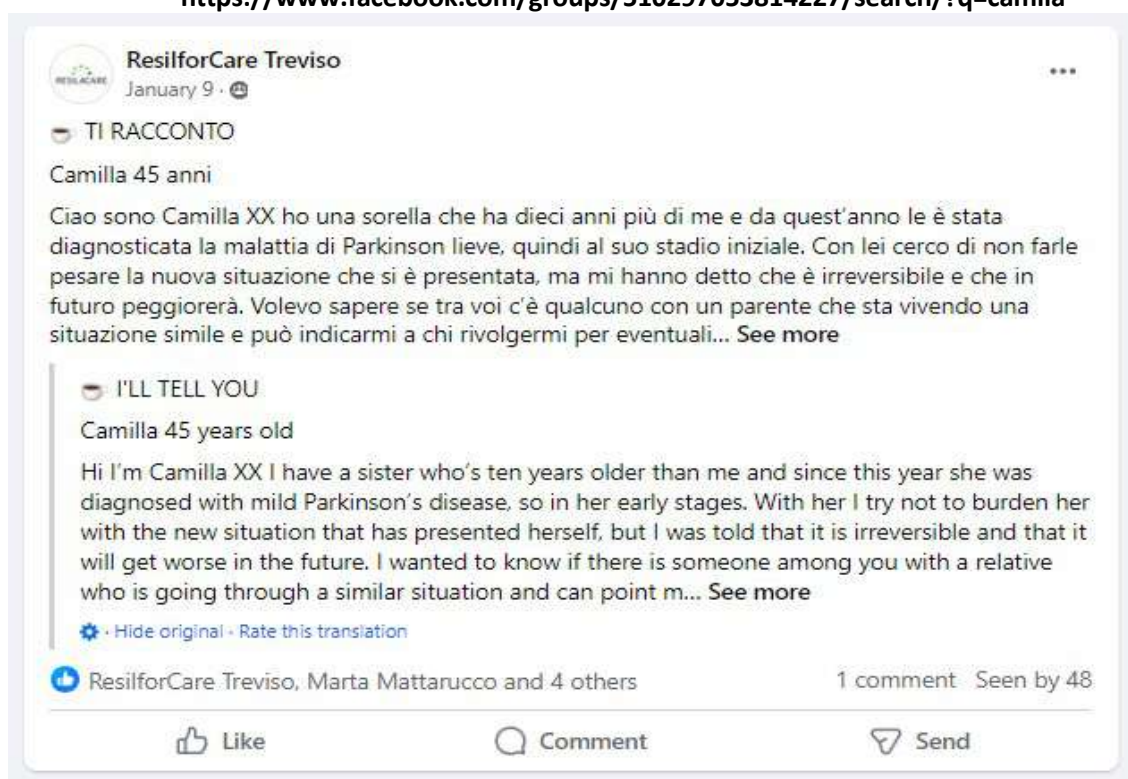 https://www.facebook.com/groups/310297653814227/search/?q=camilla
ResilforCare Treviso
January 9 ·
TI RACCONTO
Camilla 45 anni
Ciao sono Camilla XX ho una sorella che ha dieci anni più di me e da quest'anno le è stata
diagnosticata la malattia di Parkinson lieve, quindi al suo stadio iniziale. Con lei cerco di non farle
pesare la nuova situazione che si è presentata, ma mi hanno detto che è irreversibile e che in
futuro peggiorerà. Volevo sapere se tra voi c'è qualcuno con un parente che sta vivendo una
situazione simile e può indicarmi a chi rivolgermi per eventuali... See more
I'LL TELL YOU
Camilla 45 years old
Hi I'm Camilla XX I have a sister who's ten years older than me and since this year she was
diagnosed with mild Parkinson's disease, so in her early stages. With her I try not to burden her
with the new situation that has presented herself, but I was told that it is irreversible and that it
will get worse in the future. I wanted to know if there is someone among you with a relative
who is going through a similar situation and can point m... See more
· Hide original · Rate this translation
ResilforCare Treviso, Marta Mattarucco and 4 others
1 comment Seen by 48
Like
Comment
Send